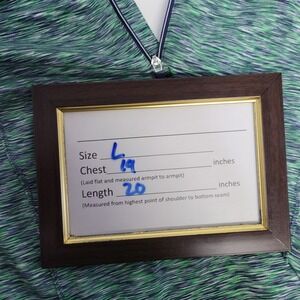 Size L
Chest 19 inches
(Laid flat and measured armpit to armpit)
Length 20 inches
(Measured from highest point of shoulder to bottom seam)